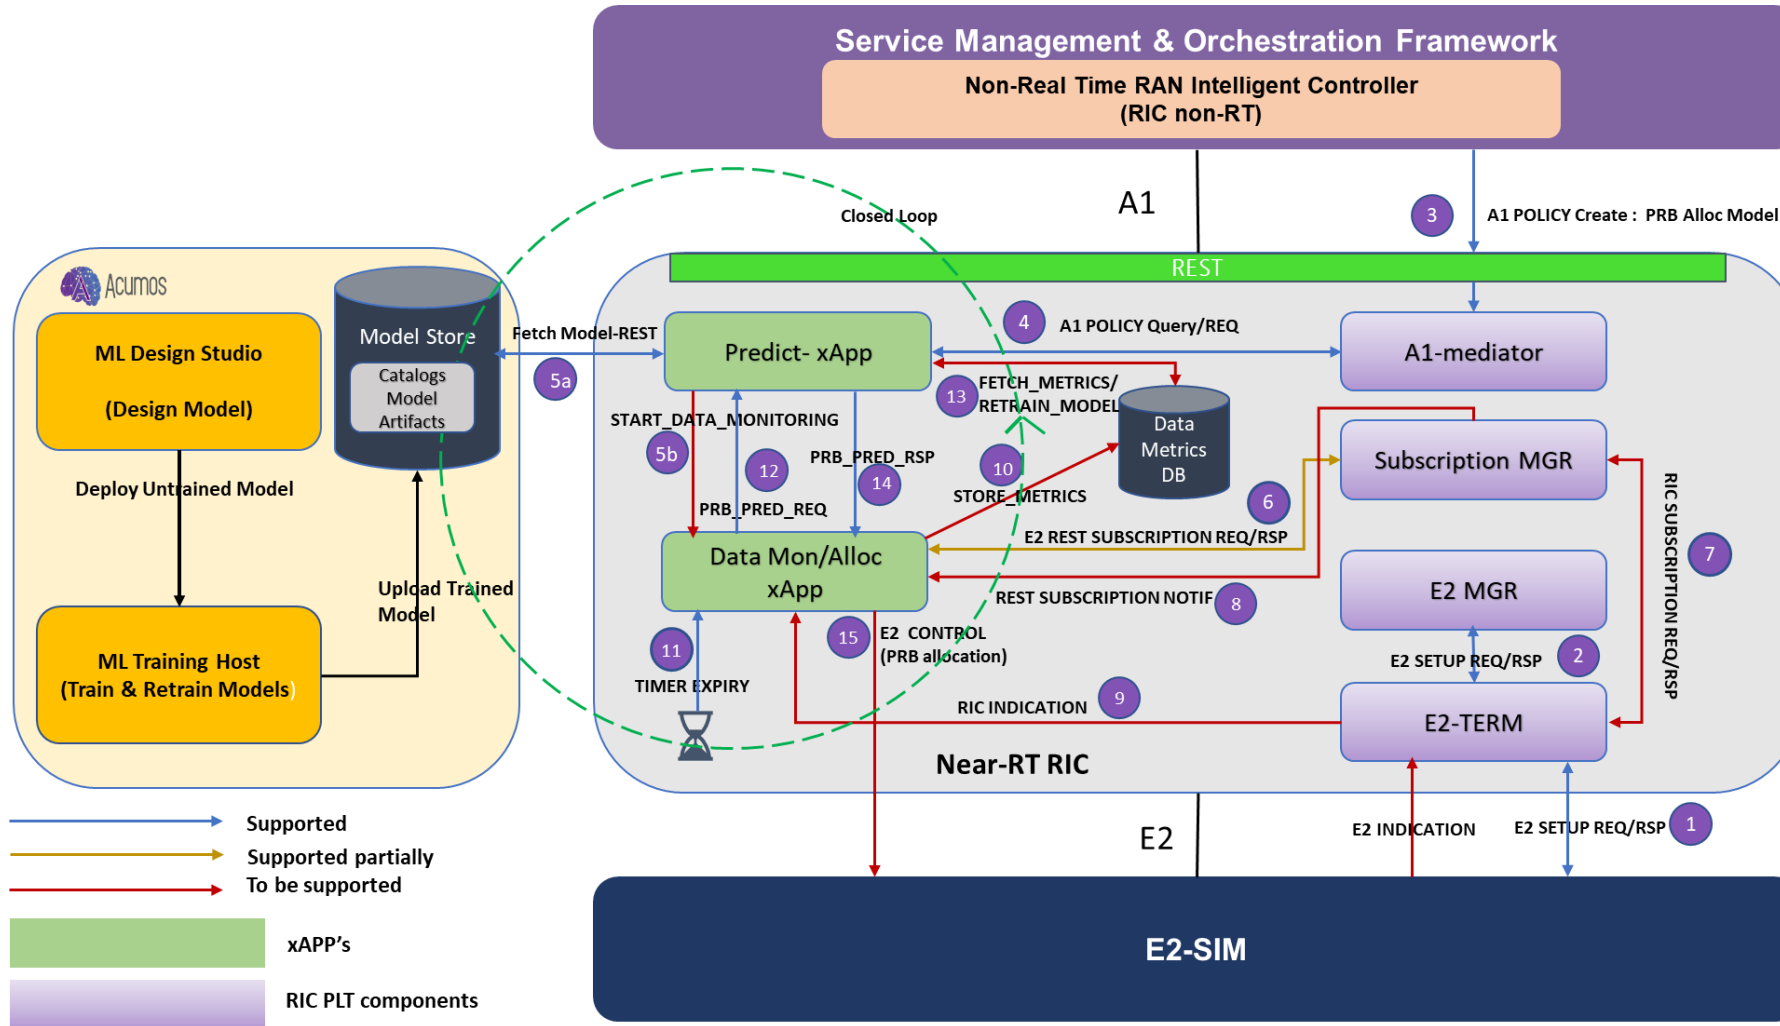 Service Management & Orchestration Framework
Non-Real Time RAN Intelligent Controller
(RIC non-RT)
A1
3
A1 POLICY Create :  PRB Alloc Model
Closed Loop
REST
Acumos
ML Design Studio
(Design Model)
Model Store
Catalogs
Model
Artifacts
Fetch Model-REST
5a
Predict- xApp
4
A1 POLICY Query/REQ
A1-mediator
13
FETCH_METRICS/
RETRAIN_MODEL
START_DATA_MONITORING
5b
12
PRB_PRED_RSP
14
PRB_PRED_REQ
10
STORE_METRICS
Data
Metrics
DB
Subscription MGR
6
E2 REST SUBSCRIPTION REQ/RSP
RIC SUBSCRIPTION REQ/RSP
7
Deploy Untrained Model
Data Mon/Alloc
xApp
REST SUBSCRIPTION NOTIF
8
E2 MGR
Upload Trained
Model
ML Training Host
(Train & Retrain Models)
11
TIMER EXPIRY
15
E2  CONTROL
(PRB allocation)
E2 SETUP REQ/RSP
2
9
RIC INDICATION
E2-TERM
Near-RT RIC
E2
E2 INDICATION
E2 SETUP REQ/RSP
1
Supported
Supported partially
To be supported
xAPP's
RIC PLT components
E2-SIM